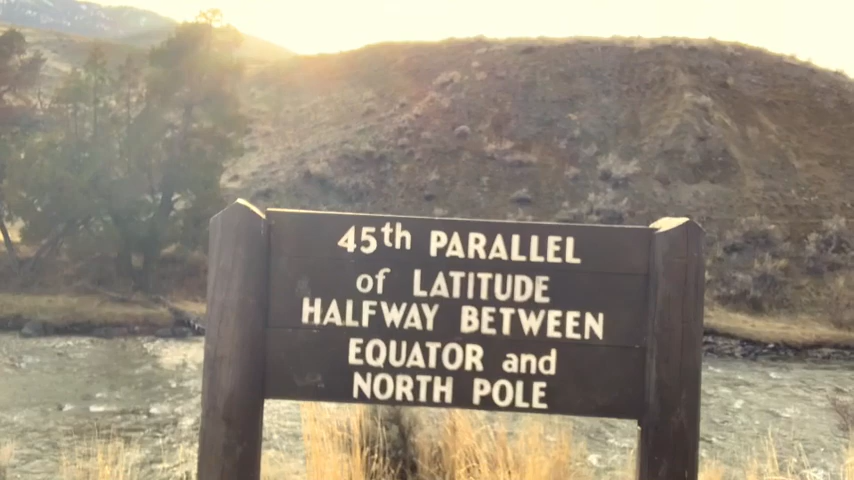 45th PARALLEL
of LATITUDE
HALFWAY BETWEEN
EQUATOR and
NORTH POLE